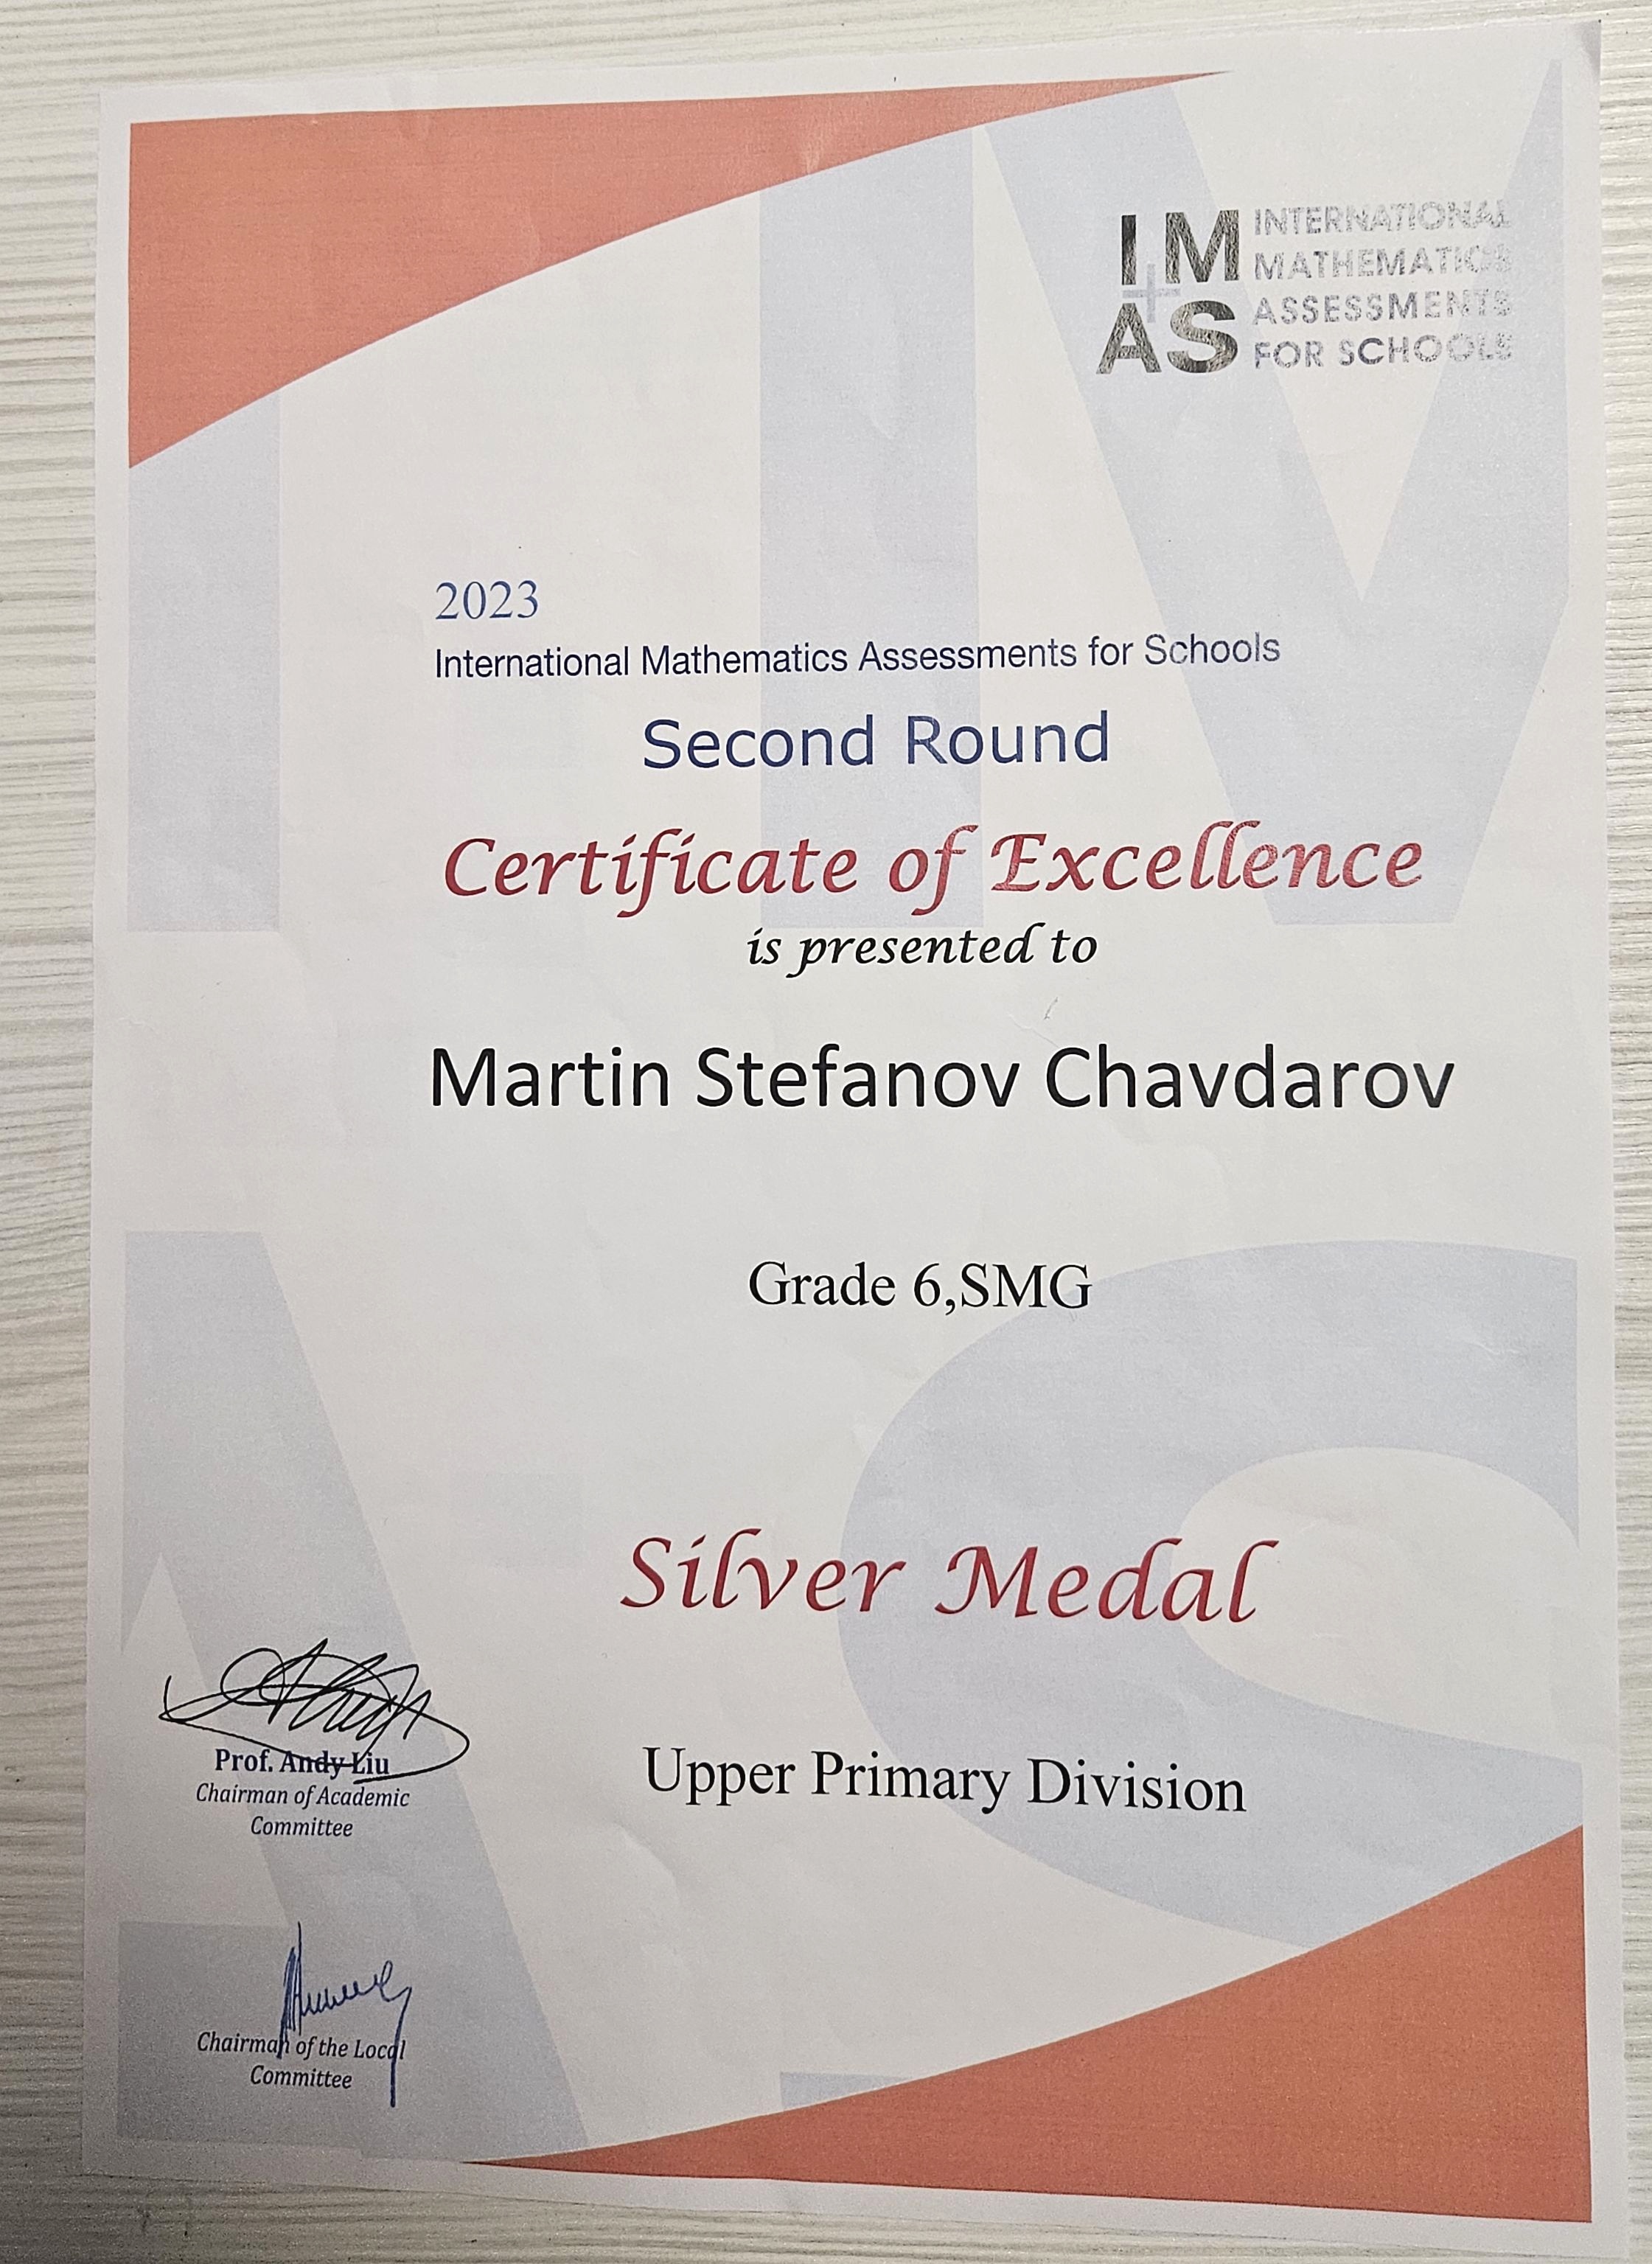 IM
AS
INTERNATIONAL
MATHEMATICS
ASSESSMENTS
FOR SCHOOLS
2023
International Mathematics Assessments for Schools
Second Round
Certificate of Excellence
is presented to
Martin Stefanov Chavdarov
Grade 6,SMG
Silver Medal
Upper Primary Division
Prof. Andy Liu
Chairman of Academic
Committee
Chairman of the Local
Committee